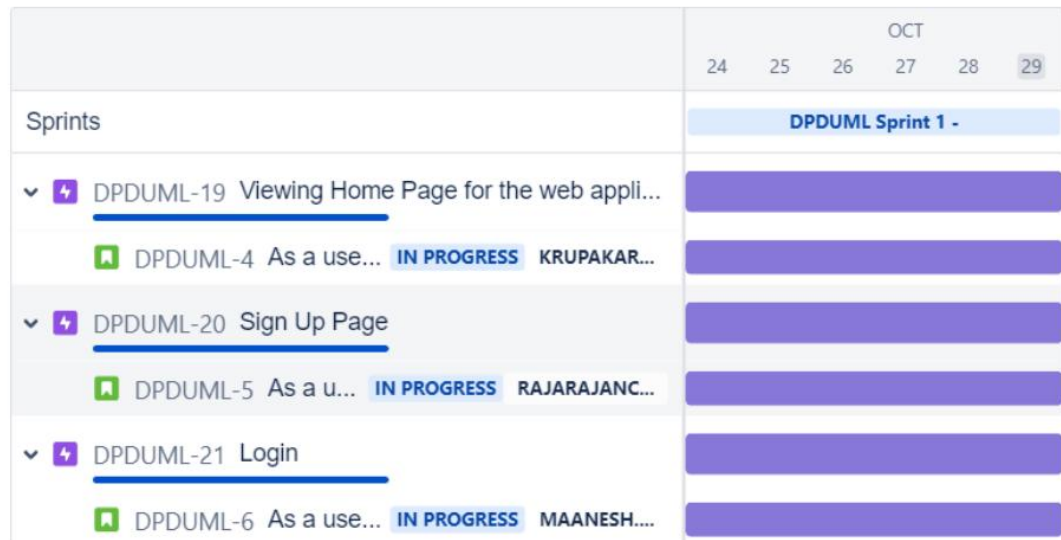 OCT
24 25 26 27 28 29
Sprints DPDUML Sprint 1 -
DPDUML-19 Viewing Home Page for the web appli...
DPDUML-4 As a use... IN PROGRESS KRUPAKAR...
DPDUML-20 Sign Up Page
DPDUML-5 As a u... IN PROGRESS RAJARAJANC...
DPDUML-21 Login
DPDUML-6 As a use... IN PROGRESS MAANESH....